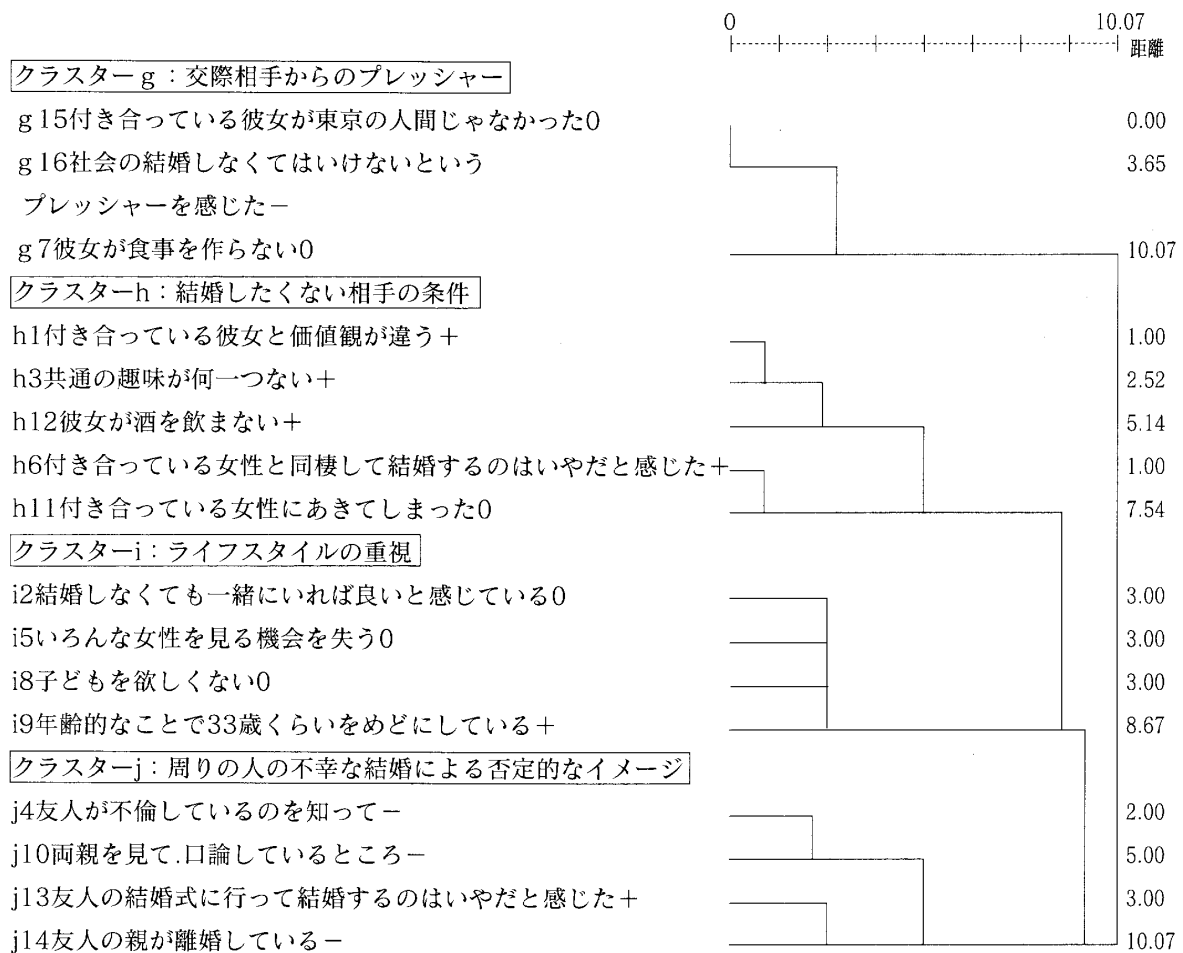 0 10.07
距離
クラスターg：交際相手からのプレッシャー
g15付き合っている彼女が東京の人間じゃなかった0 0.00
g16社会の結婚しなくてはいけないという 3.65
プレッシャーを感じた－
g7彼女が食事を作らない0 10.07
クラスターh：結婚したくない相手の条件
h1付き合っている彼女と価値観が違う＋ 1.00
h3共通の趣味が何一つない＋ 2.52
h12彼女が酒を飲まない＋ 5.14
h6付き合っている女性と同棲して結婚するのはいやだと感じた＋ 1.00
h11付き合っている女性にあきてしまった0 7.54
クラスターi：ライフスタイルの重視
i2結婚しなくても一緒にいれば良いと感じている0 3.00
i5いろんな女性を見る機会を失う0 3.00
i8子どもを欲しくない0 3.00
i9年齢的なことで33歳くらいをめどにしている＋ 8.67
クラスターj：周りの人の不幸な結婚による否定的なイメージ
j4友人が不倫しているのを知って－ 2.00
j10両親を見て.口論しているところ－ 5.00
j13友人の結婚式に行って結婚するのはいやだと感じた＋ 3.00
j14友人の親が離婚している－ 10.07